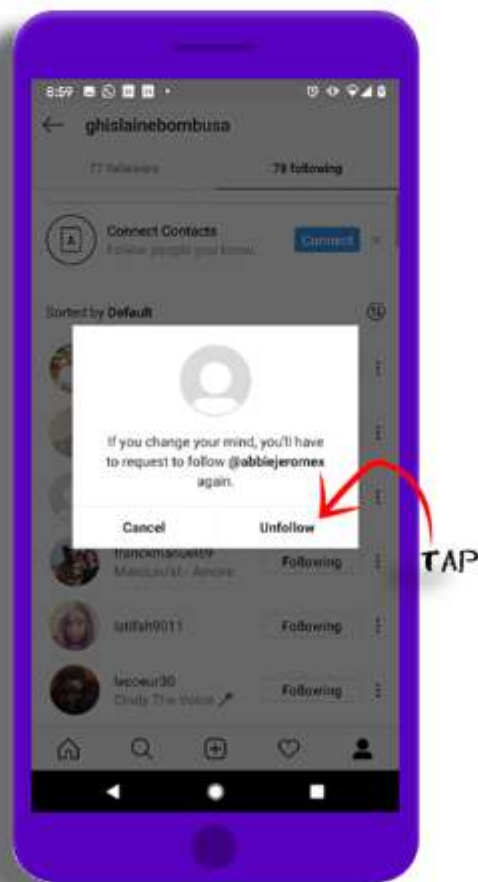 8:59
ghislainebombusa
77 followers
78 following
Connect Contacts
Follow people you know.
Connect
Sorted by Default
If you change your mind, you'll have
to request to follow @abbiejeromex
again.
Cancel
Unfollow
TAP
franckmanuel09
Following
latifah9011
Following
lepoeur30
Cindy The Voice
Following